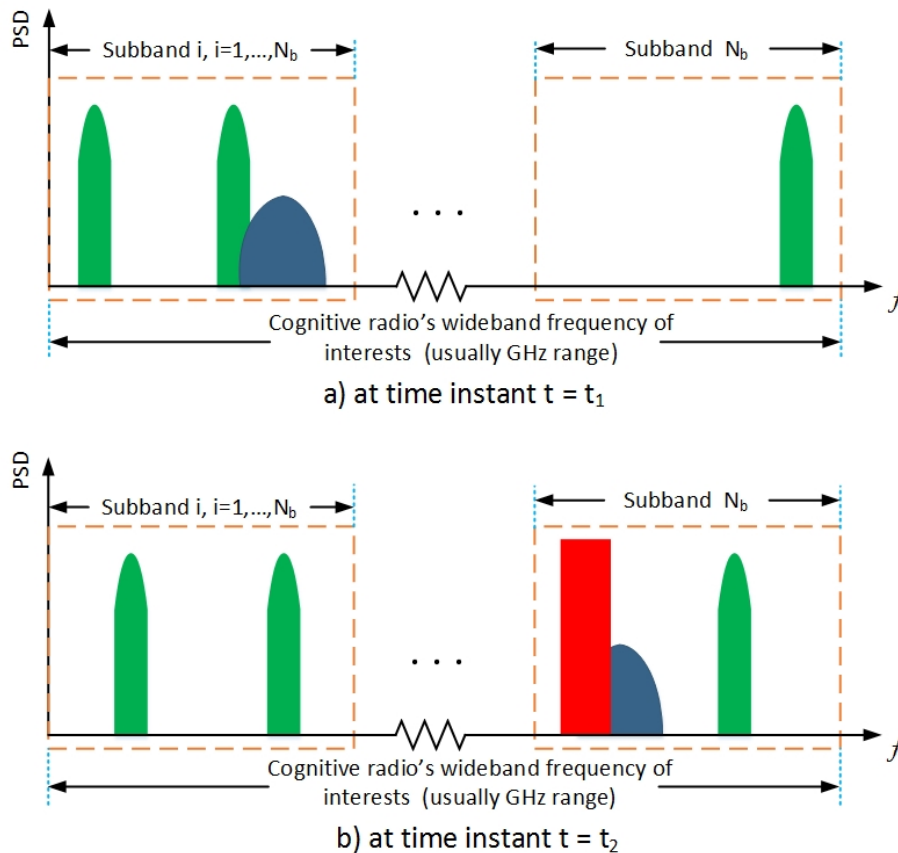 PSD
Subband i, i=1,...,N_b
Subband N_b
. . .
f
Cognitive radio's wideband frequency of
interests (usually GHz range)
a) at time instant t = t_1
PSD
Subband i, i=1,...,N_b
Subband N_b
. . .
f
Cognitive radio's wideband frequency of
interests (usually GHz range)
b) at time instant t = t_2